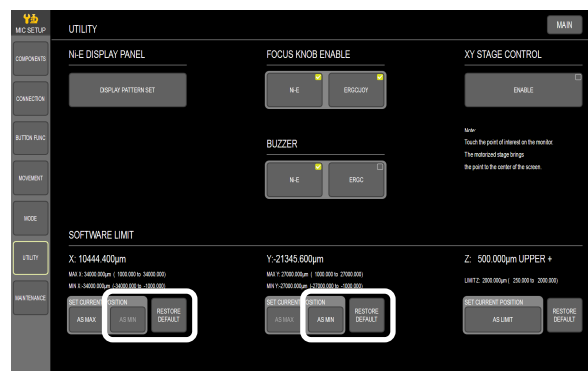 MIC SETUP
UTILITY
MAIN
COMPONENTS
CONNECTION
BUTTON FUNC.
MOVEMENT
MODE
UTILITY
MAINTENANCE
Ni-E DISPLAY PANEL
DISPLAY PATTERN SET
FOCUS KNOB ENABLE
Ni-E
ERGOJOY
XY STAGE CONTROL
ENABLE
Note:
Touch the point of interest on the monitor.
The motorized stage brings
the point to the center of the screen.
BUZZER
Ni-E
ERGC
SOFTWARE LIMIT
X: 10444.400μm
MAX X: 34000.000μm ( 1000.000 to 34000.000)
MIN X:-34000.000μm (-34000.000 to -1000.000)
SET CURRENT POSITION
AS MAX
AS MIN
RESTORE DEFAULT
Y:-21345.600μm
MAX Y: 27000.000μm ( 1000.000 to 27000.000)
MIN Y:-27000.000μm (-27000.000 to -1000.000)
SET CURRENT POSITION
AS MAX
AS MIN
RESTORE DEFAULT
Z: 500.000μm UPPER +
LIMIT Z: 2000.000μm ( 250.000 to 2000.000)
SET CURRENT POSITION
AS LIMIT
RESTORE DEFAULT